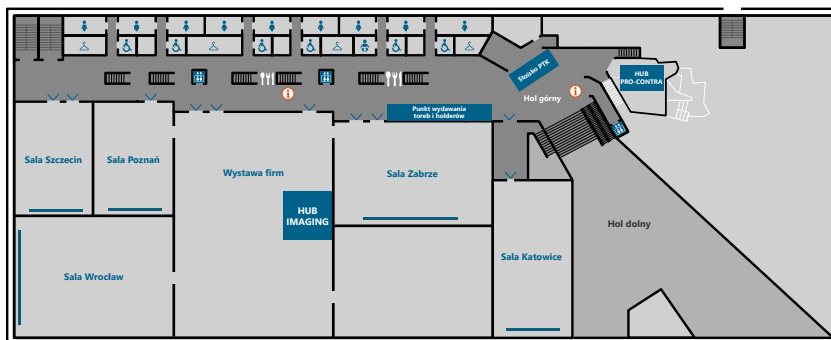 Stoisko PTK
HUB
PRO-CONTRA
i
i
Hol górny
Punkt wydawania
toreb i holderów
Sala Szczecin
Sala Poznań
Wystawa firm
Sala Zabrze
HUB
IMAGING
Hol dolny
Sala Wrocław
Sala Katowice